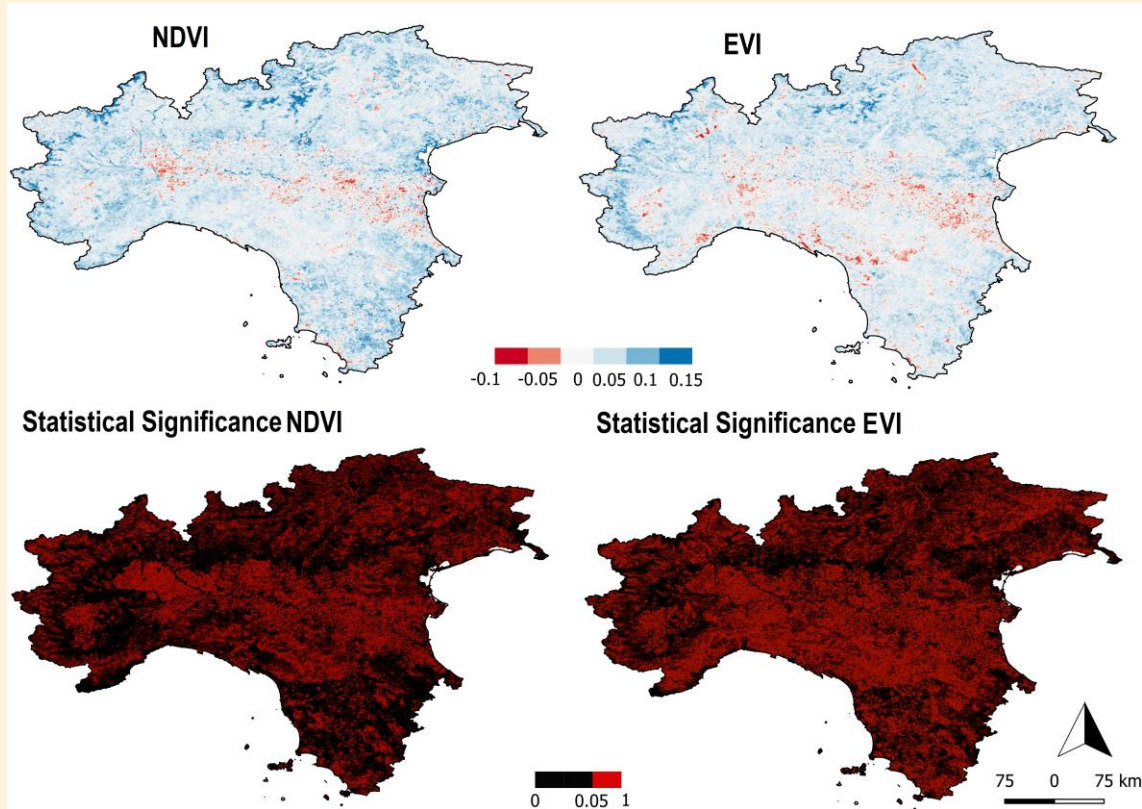 NDVI
EVI
-0.1 -0.05 0 0.05 0.1 0.15
Statistical Significance NDVI
Statistical Significance EVI
0 0.05 1
75 0 75 km